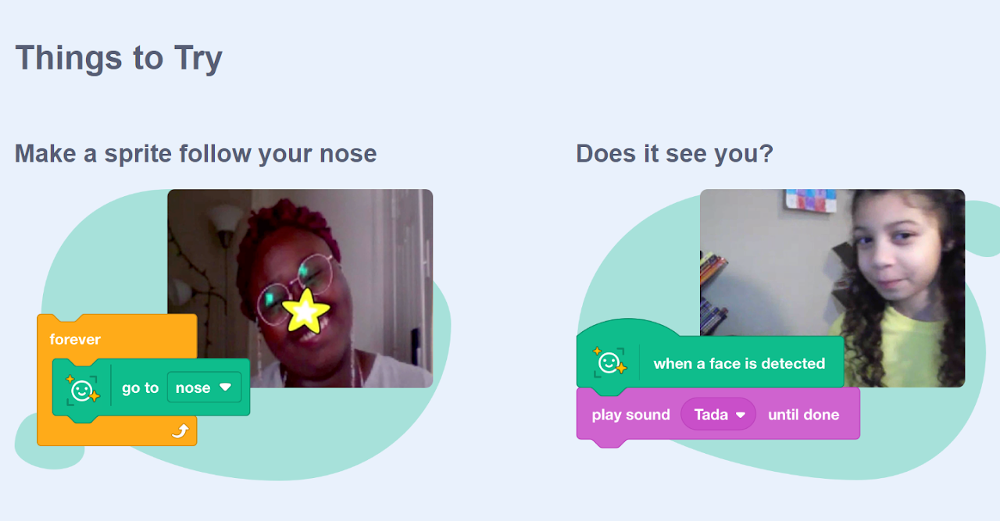 Things to Try
Make a sprite follow your nose
forever
go to nose
Does it see you?
when a face is detected
play sound Tada until done